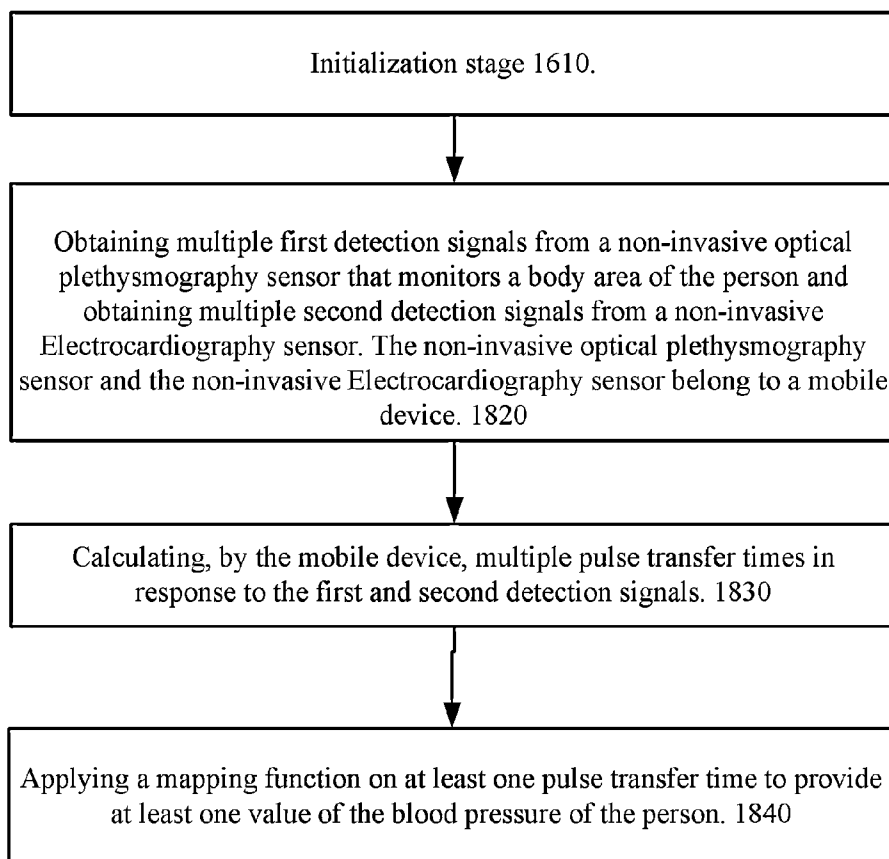 Initialization stage 1610.
Obtaining multiple first detection signals from a non-invasive optical
plethysmography sensor that monitors a body area of the person and
obtaining multiple second detection signals from a non-invasive
Electrocardiography sensor. The non-invasive optical plethysmography
sensor and the non-invasive Electrocardiography sensor belong to a mobile
device. 1820
Calculating, by the mobile device, multiple pulse transfer times in
response to the first and second detection signals. 1830
Applying a mapping function on at least one pulse transfer time to provide
at least one value of the blood pressure of the person. 1840